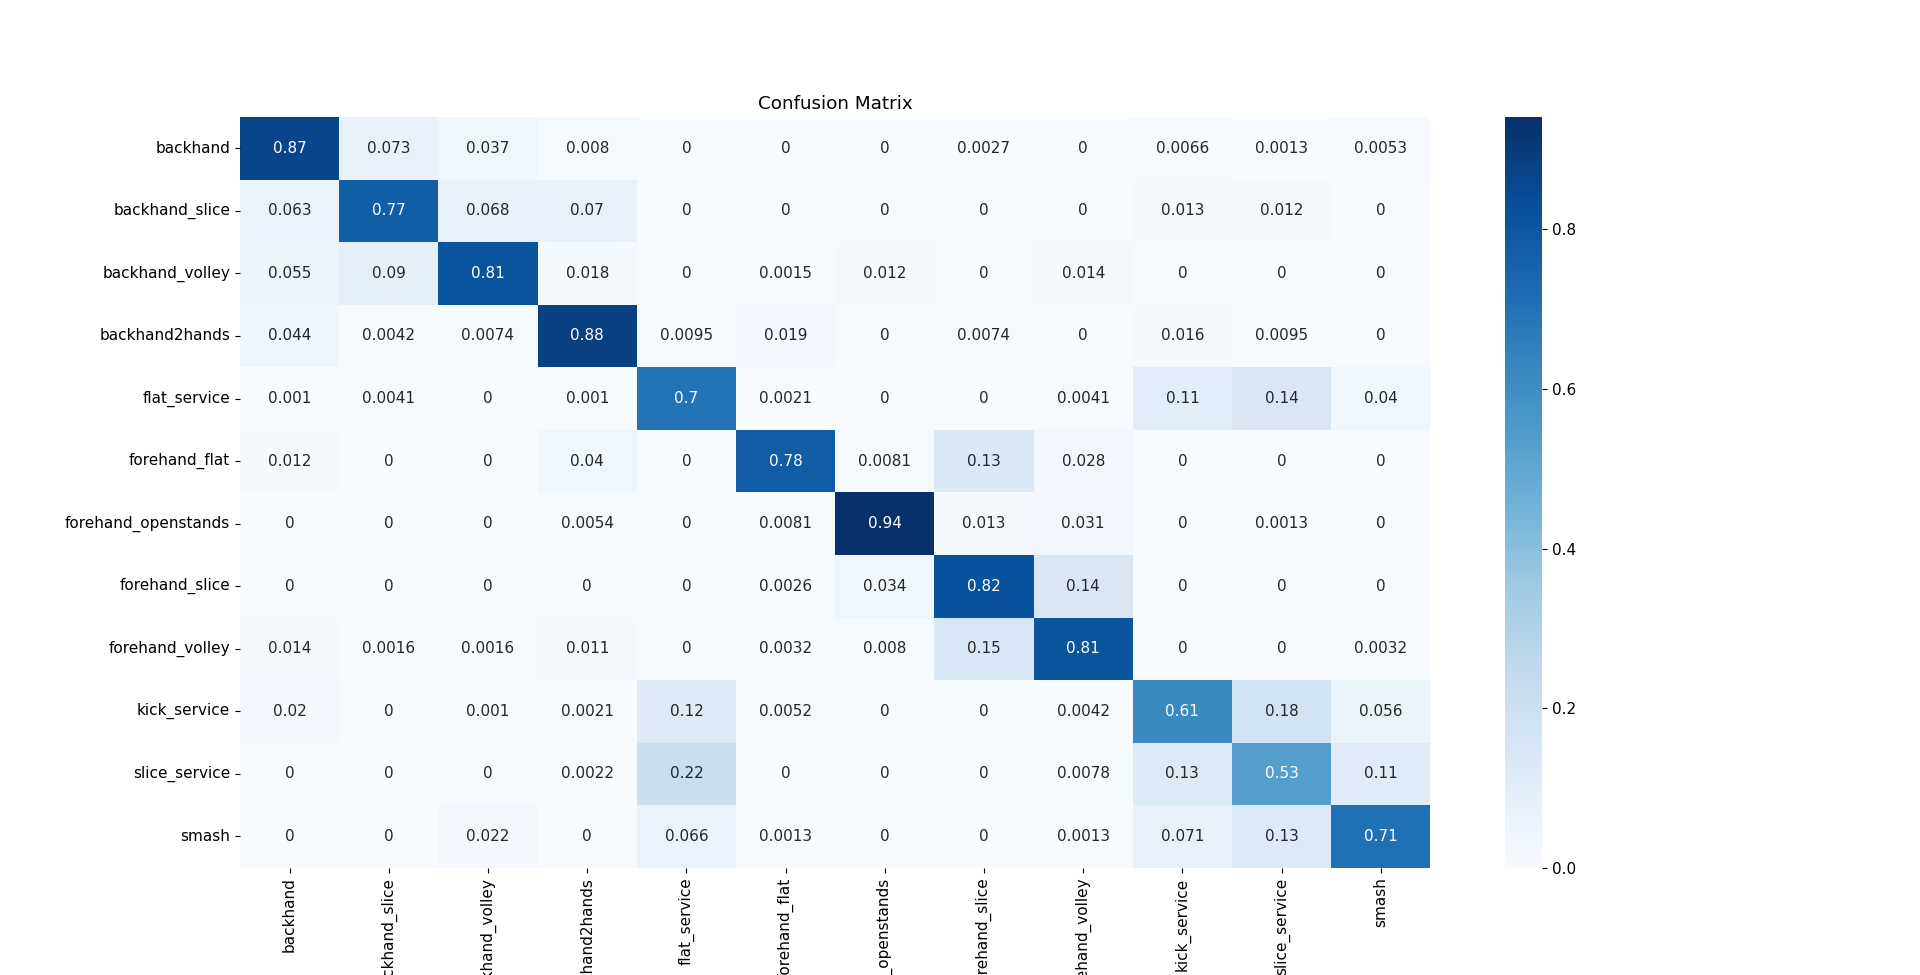 Confusion Matrix
backhand 0.87 0.073 0.037 0.008 0 0 0 0.0027 0 0.0066 0.0013 0.0053
backhand_slice 0.063 0.77 0.068 0.07 0 0 0 0 0 0.013 0.012 0
backhand_volley 0.055 0.09 0.81 0.018 0 0.0015 0.012 0 0.014 0 0 0
backhand2hands 0.044 0.0042 0.0074 0.88 0.0095 0.019 0 0.0074 0 0.016 0.0095 0
flat_service 0.001 0.0041 0 0.001 0.7 0.0021 0 0 0.0041 0.11 0.14 0.04
forehand_flat 0.012 0 0 0.04 0 0.78 0.0081 0.13 0.028 0 0 0
forehand_openstands 0 0 0 0.0054 0 0.0081 0.94 0.013 0.031 0 0.0013 0
forehand_slice 0 0 0 0 0 0.0026 0.034 0.82 0.14 0 0 0
forehand_volley 0.014 0.0016 0.0016 0.011 0 0.0032 0.008 0.15 0.81 0 0 0.0032
kick_service 0.02 0 0.001 0.0021 0.12 0.0052 0 0 0.0042 0.61 0.18 0.056
slice_service 0 0 0 0.0022 0.22 0 0 0 0.0078 0.13 0.53 0.11
smash 0 0 0.022 0 0.066 0.0013 0 0 0.0013 0.071 0.13 0.71
backhand ckhand_slice khand_volley hand2hands flat_service orehand_flat _openstands rehand_slice ehand_volley kick_service slice_service smash
0.8
0.6
0.4
0.2
0.0